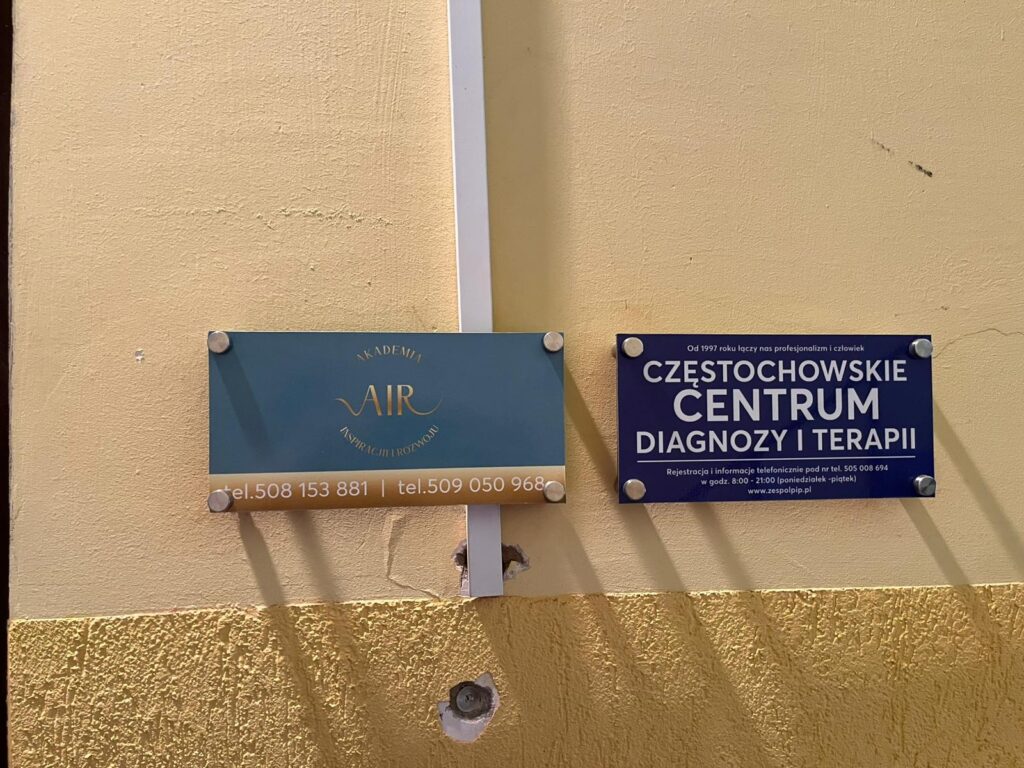 AKADEMIA
AIR
INSPIRACJI I ROZWOJU
tel.508 153 881 | tel.509 050 968
Od 1997 roku łączy nas profesjonalizm i człowiek
CZĘSTOCHOWSKIE
CENTRUM
DIAGNOZY I TERAPII
Rejestracja i informacje telefonicznie pod nr tel. 505 008 694
w godz. 8:00 - 21:00 (poniedziałek -piątek)
www.zespolpip.pl